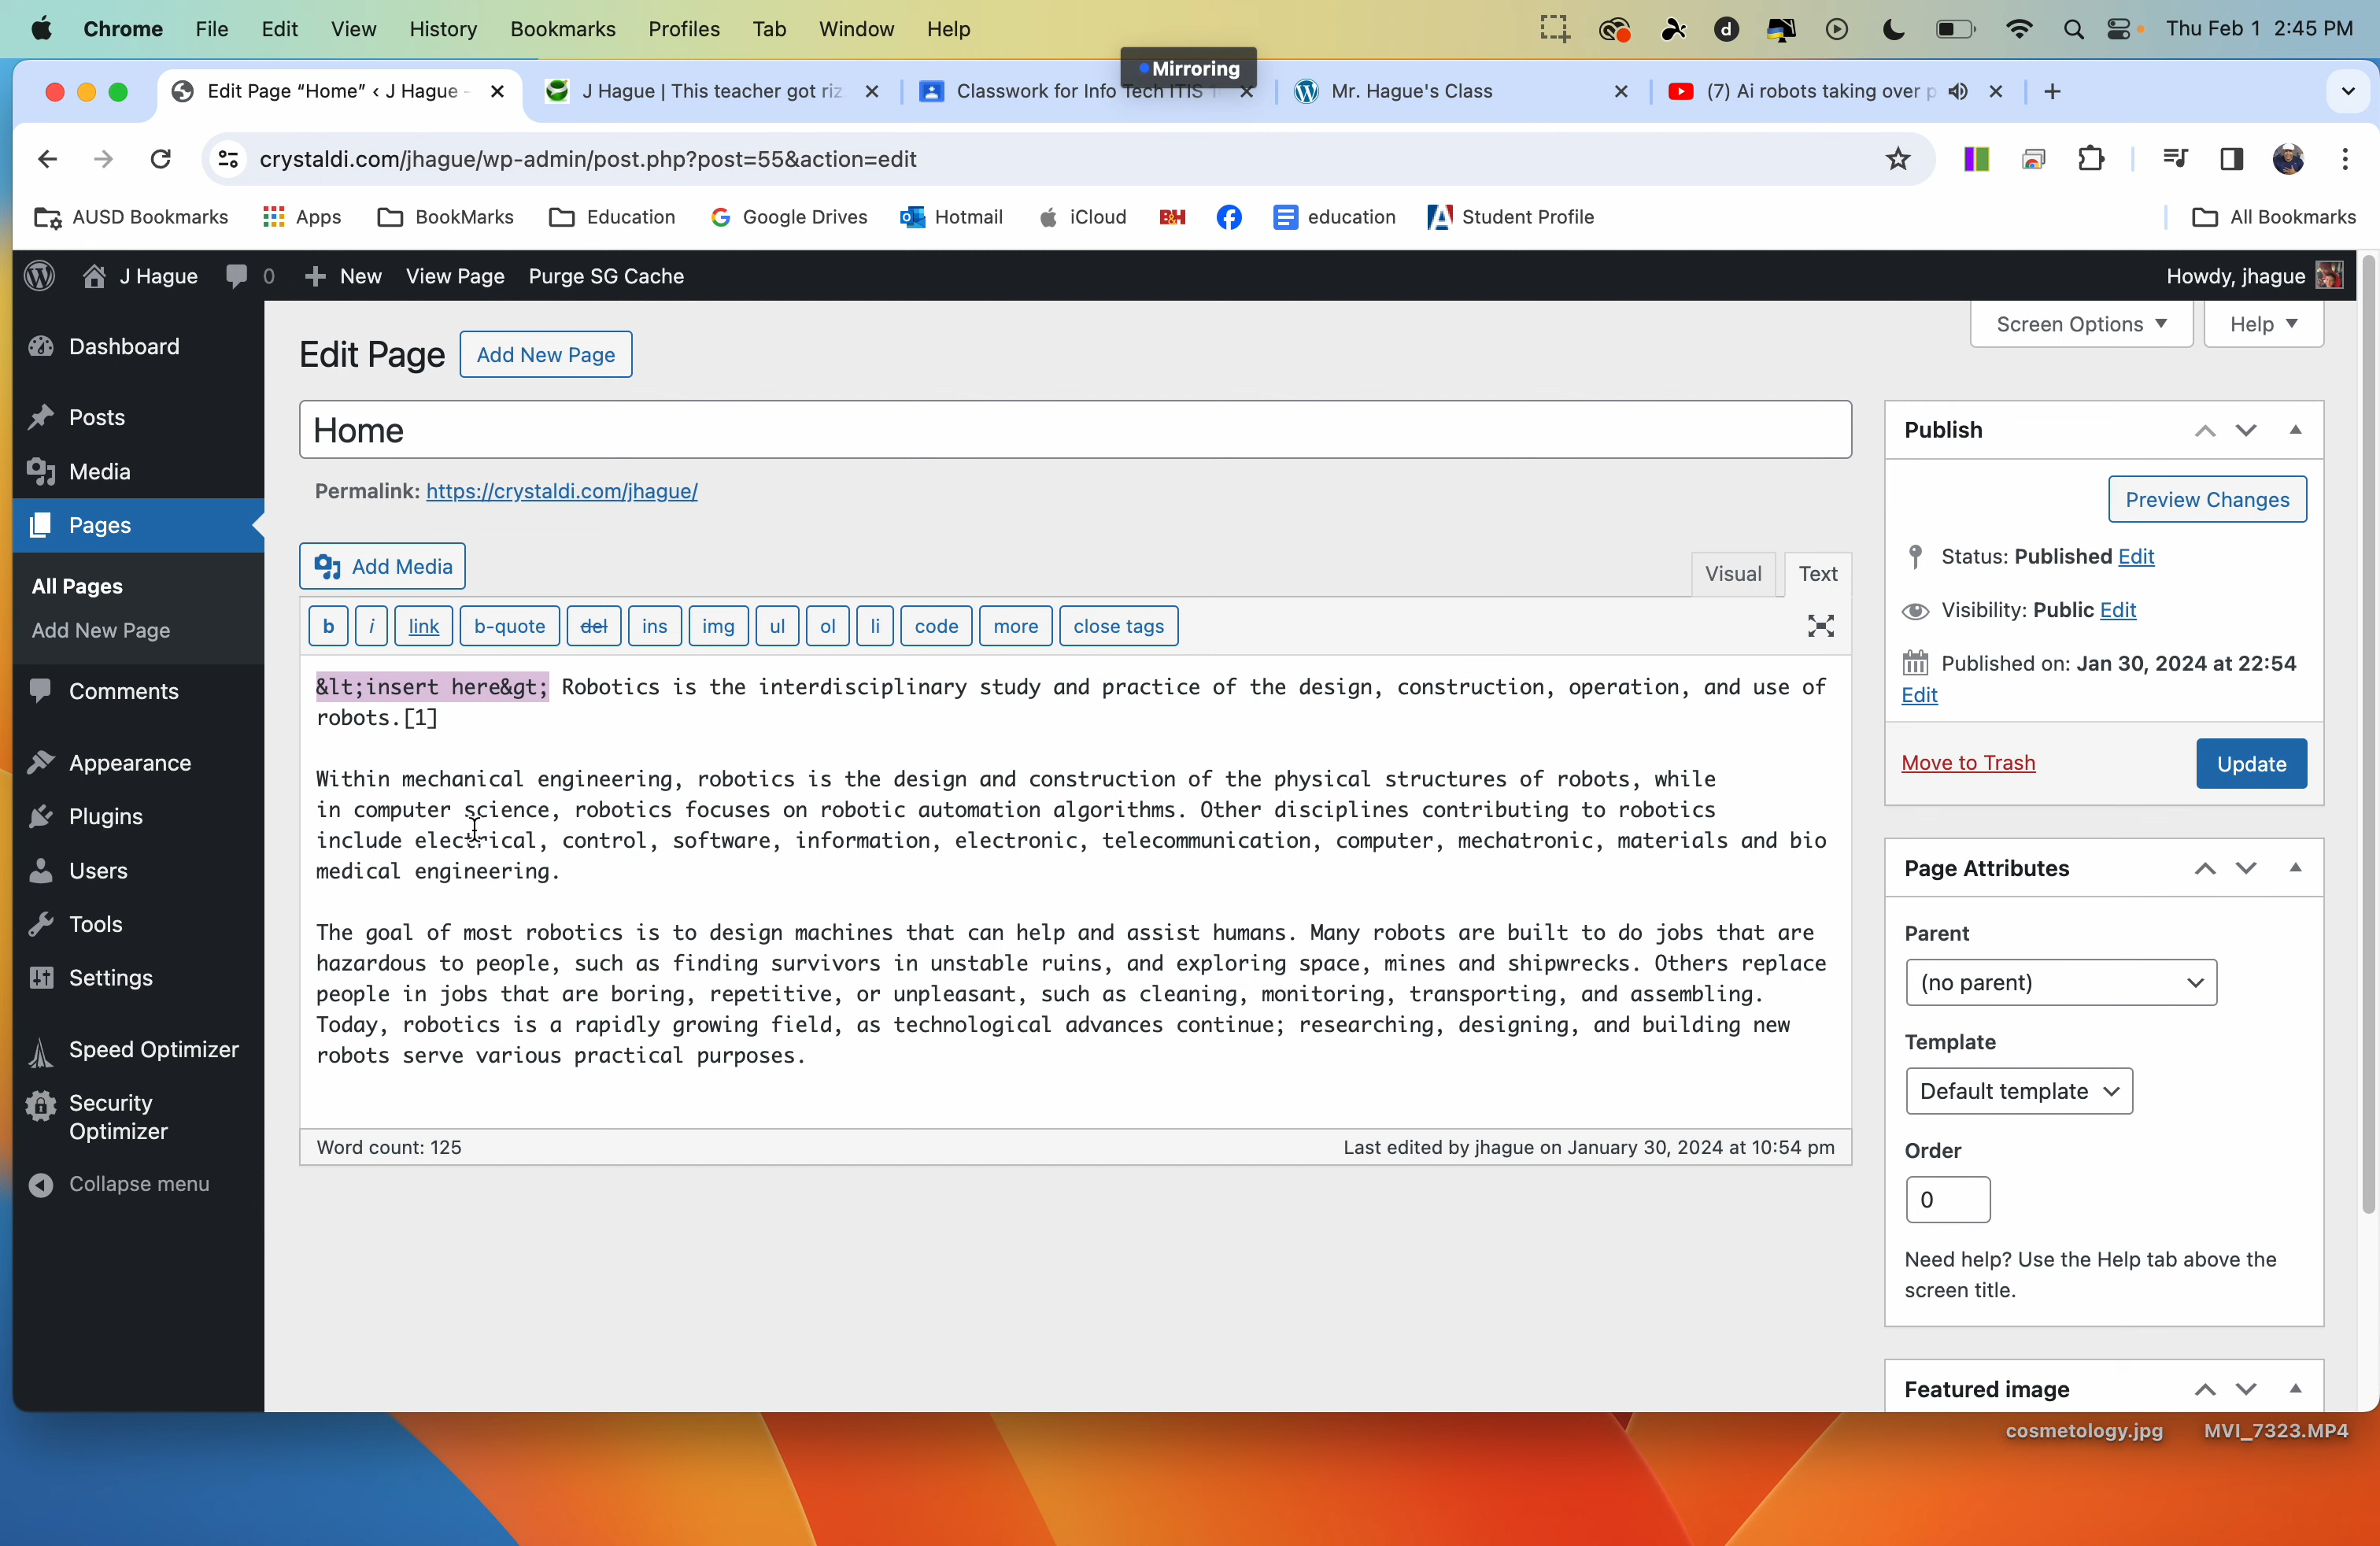 Chrome File Edit View History Bookmarks Profiles Tab Window Help Thu Feb 1 2:45 PM
Mirroring
Edit Page “Home” ‹ J Hague - J Hague | This teacher got riz Classwork for Info Tech ITIS Mr. Hague's Class (7) Ai robots taking over p
crystaldi.com/jhague/wp-admin/post.php?post=55&action=edit
AUSD Bookmarks Apps BookMarks Education Google Drives Hotmail iCloud B&H education Student Profile All Bookmarks
J Hague 0 New View Page Purge SG Cache Howdy, jhague
Screen Options Help
Dashboard
Posts
Media
Pages
All Pages
Add New Page
Comments
Appearance
Plugins
Users
Tools
Settings
Speed Optimizer
Security
Optimizer
Collapse menu
Edit Page Add New Page
Home
Permalink: https://crystaldi.com/jhague/
Add Media Visual Text
b i link b-quote del ins img ul ol li code more close tags
&lt;insert here&gt; Robotics is the interdisciplinary study and practice of the design, construction, operation, and use of
robots.[1]
Within mechanical engineering, robotics is the design and construction of the physical structures of robots, while
in computer science, robotics focuses on robotic automation algorithms. Other disciplines contributing to robotics
include electrical, control, software, information, electronic, telecommunication, computer, mechatronic, materials and bio
medical engineering.
The goal of most robotics is to design machines that can help and assist humans. Many robots are built to do jobs that are
hazardous to people, such as finding survivors in unstable ruins, and exploring space, mines and shipwrecks. Others replace
people in jobs that are boring, repetitive, or unpleasant, such as cleaning, monitoring, transporting, and assembling.
Today, robotics is a rapidly growing field, as technological advances continue; researching, designing, and building new
robots serve various practical purposes.
Word count: 125 Last edited by jhague on January 30, 2024 at 10:54 pm
Publish
Preview Changes
Status: Published Edit
Visibility: Public Edit
Published on: Jan 30, 2024 at 22:54
Edit
Move to Trash Update
Page Attributes
Parent
(no parent)
Template
Default template
Order
0
Need help? Use the Help tab above the
screen title.
Featured image
cosmetology.jpg MVI_7323.MP4